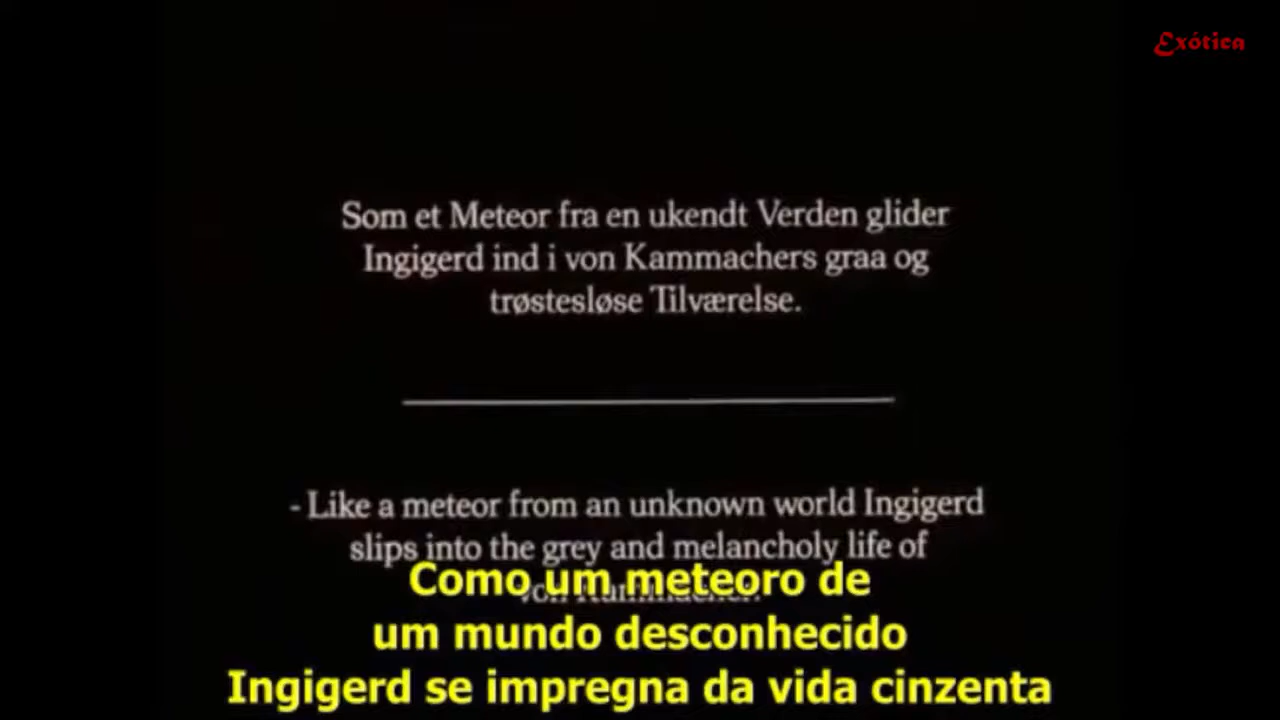 Exótica
Som et Meteor fra en ukendt Verden glider
Ingigerd ind i von Kammachers graa og
trøstesløse Tilværelse.
- Like a meteor from an unknown world Ingigerd
slips into the grey and melancholy life of
von Kammacher.
Como um meteoro de
um mundo desconhecido
Ingigerd se impregna da vida cinzenta